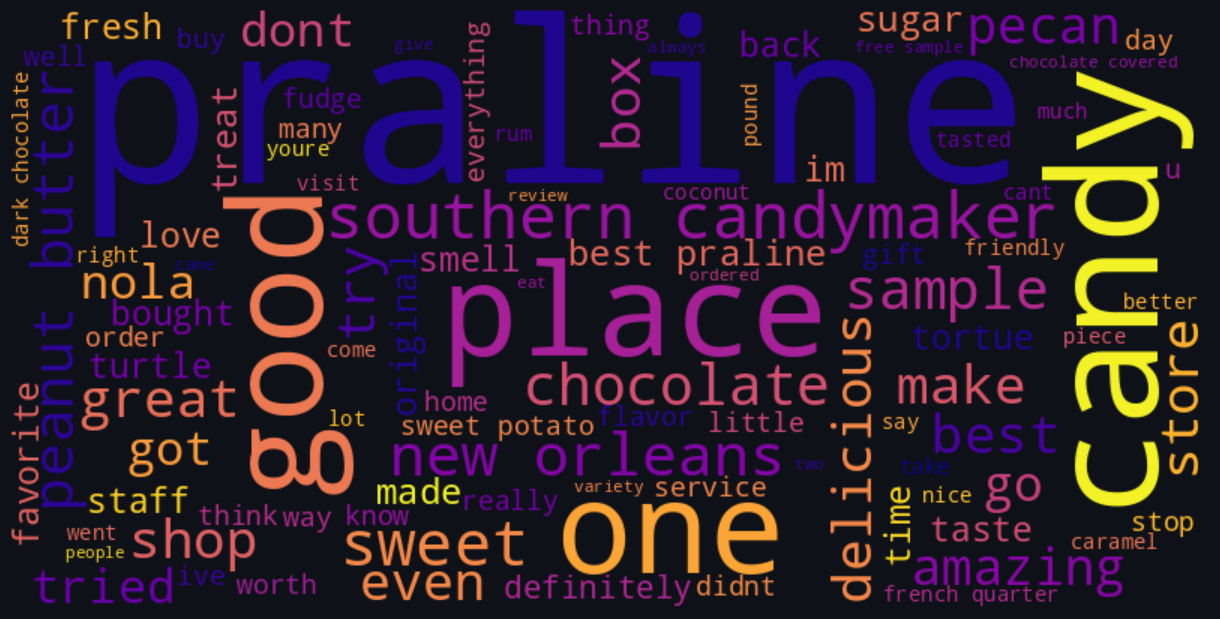 fresh
buy
dont
give
everything
thing
always
back
sugar
free sample
pecan
day
chocolate covered
well
praline
box
candy
dark chocolate
peanut butter
treat
fudge
many
youre
rum
pound
much
tasted
visit
im
u
review
coconut
cant
good
southern candymaker
love
right
came
nola
try
original
smell
best praline
gift
friendly
eat
ordered
place
sample
better
bought
order
come
turtle
tortue
piece
store
great
home
chocolate
delicious
make
favorite
lot
sweet potato
flavor
little
say
best
got
new orleans
two
take
staff
made
really
variety
service
time
nice
go
think
way
know
one
taste
stop
went
people
shop
sweet
caramel
tried
ive
worth
even
definitely
didnt
amazing
french quarter